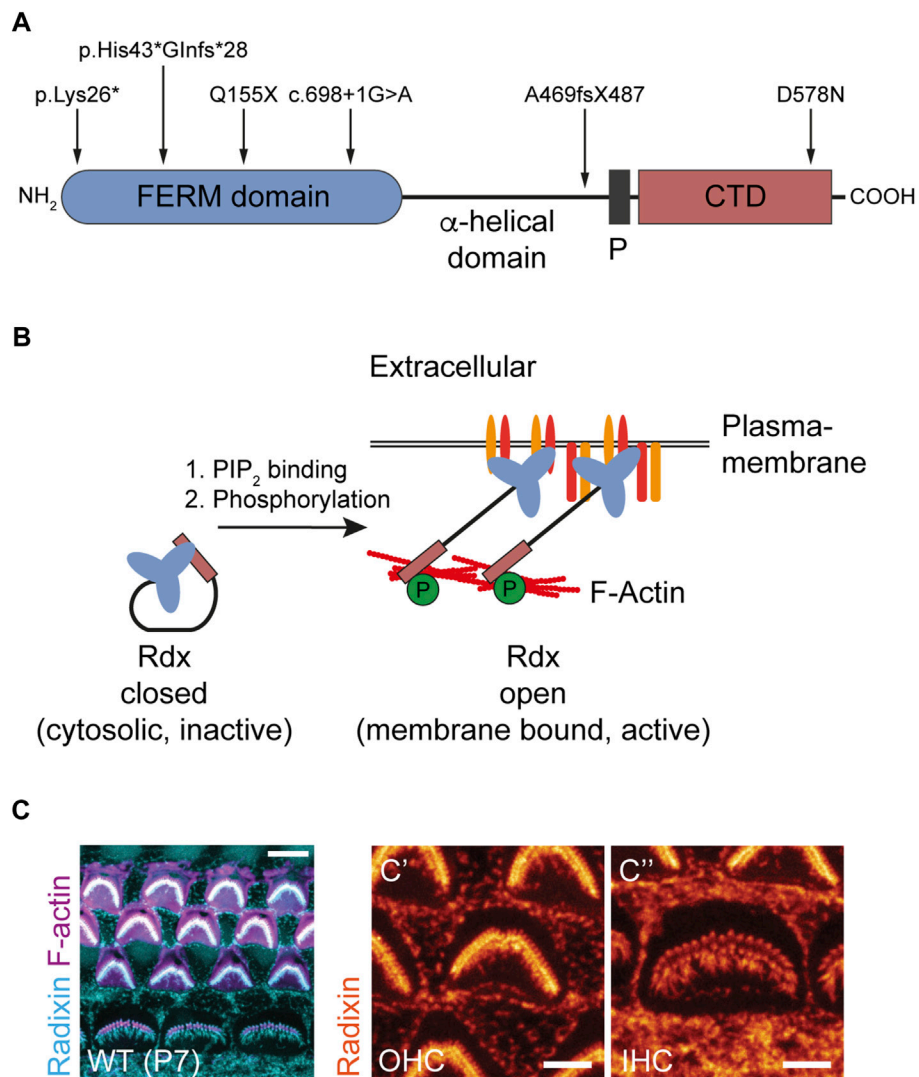 A
p.His43*GInfs*28
p.Lys26*
Q155X
c.698+1G>A
A469fsX487
D578N
NH2
FERM domain
CTD
COOH
α-helical
domain
P
B
Extracellular
Plasma-
membrane
1. PIP2 binding
2. Phosphorylation
P
P
F-Actin
Rdx
closed
(cytosolic, inactive)
Rdx
open
(membrane bound, active)
C
Radixin F-actin
WT (P7)
Radixin
C'
OHC
C''
IHC